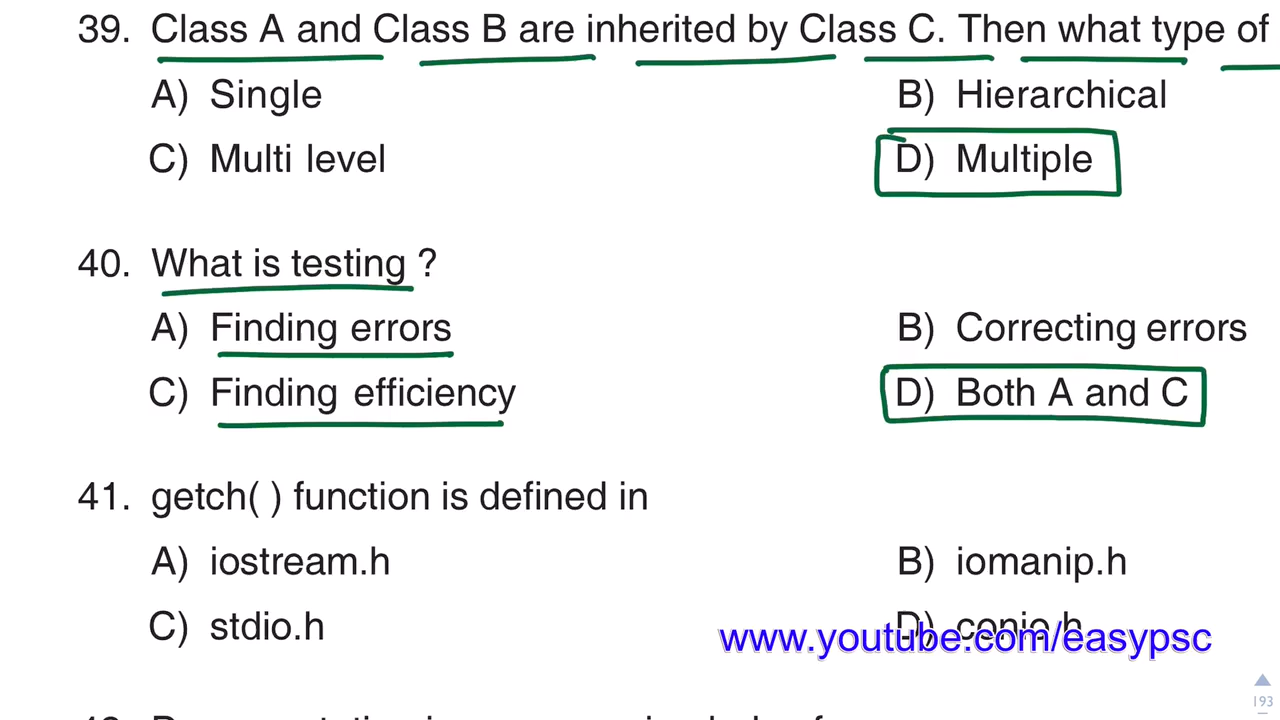 39. Class A and Class B are inherited by Class C. Then what type of
A) Single B) Hierarchical
C) Multi level D) Multiple
40. What is testing ?
A) Finding errors B) Correcting errors
C) Finding efficiency D) Both A and C
41. getch( ) function is defined in
A) iostream.h B) iomanip.h
C) stdio.h D) conio.h
www.youtube.com/easypsc
193